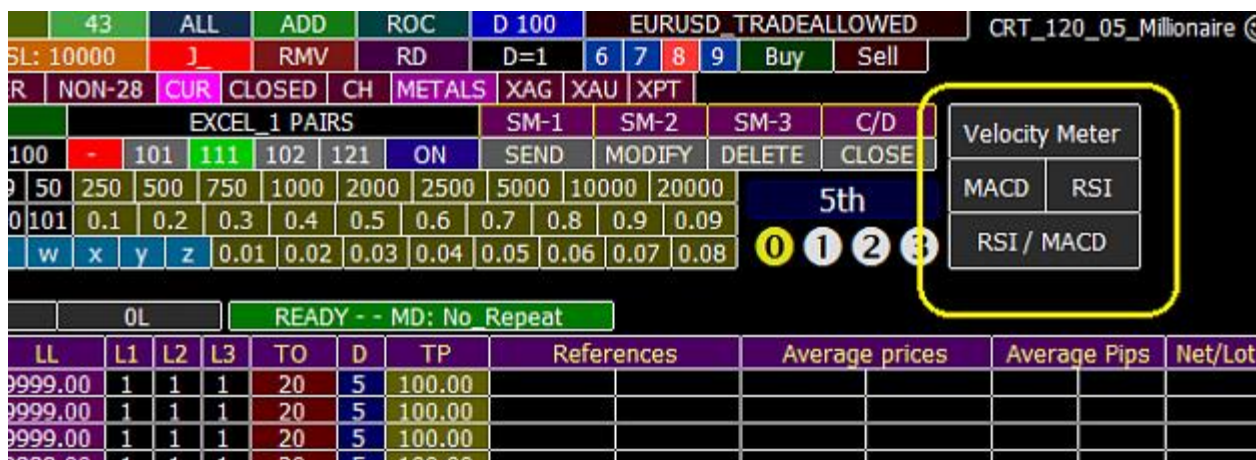 43 ALL ADD ROC D 100 EURUSD_TRADEALLOWED CRT_120_05_Millionaire
SL: 10000 J_ RMV RD D=1 6 7 8 9 Buy Sell
R NON-28 CUR CLOSED CH METALS XAG XAU XPT
EXCEL_1 PAIRS SM-1 SM-2 SM-3 C/D
Velocity Meter
100 - 101 111 102 121 ON SEND MODIFY DELETE CLOSE
50 250 500 750 1000 2000 2500 5000 10000 20000
5th
MACD RSI
0 101 0.1 0.2 0.3 0.4 0.5 0.6 0.7 0.8 0.9 0.09
w x y z 0.01 0.02 0.03 0.04 0.05 0.06 0.07 0.08
0 1 2 3
RSI / MACD
0L READY - - MD: No_Repeat
LL L1 L2 L3 TO D TP References Average prices Average Pips Net/Lot
9999.00 1 1 1 20 5 100.00
9999.00 1 1 1 20 5 100.00
9999.00 1 1 1 20 5 100.00